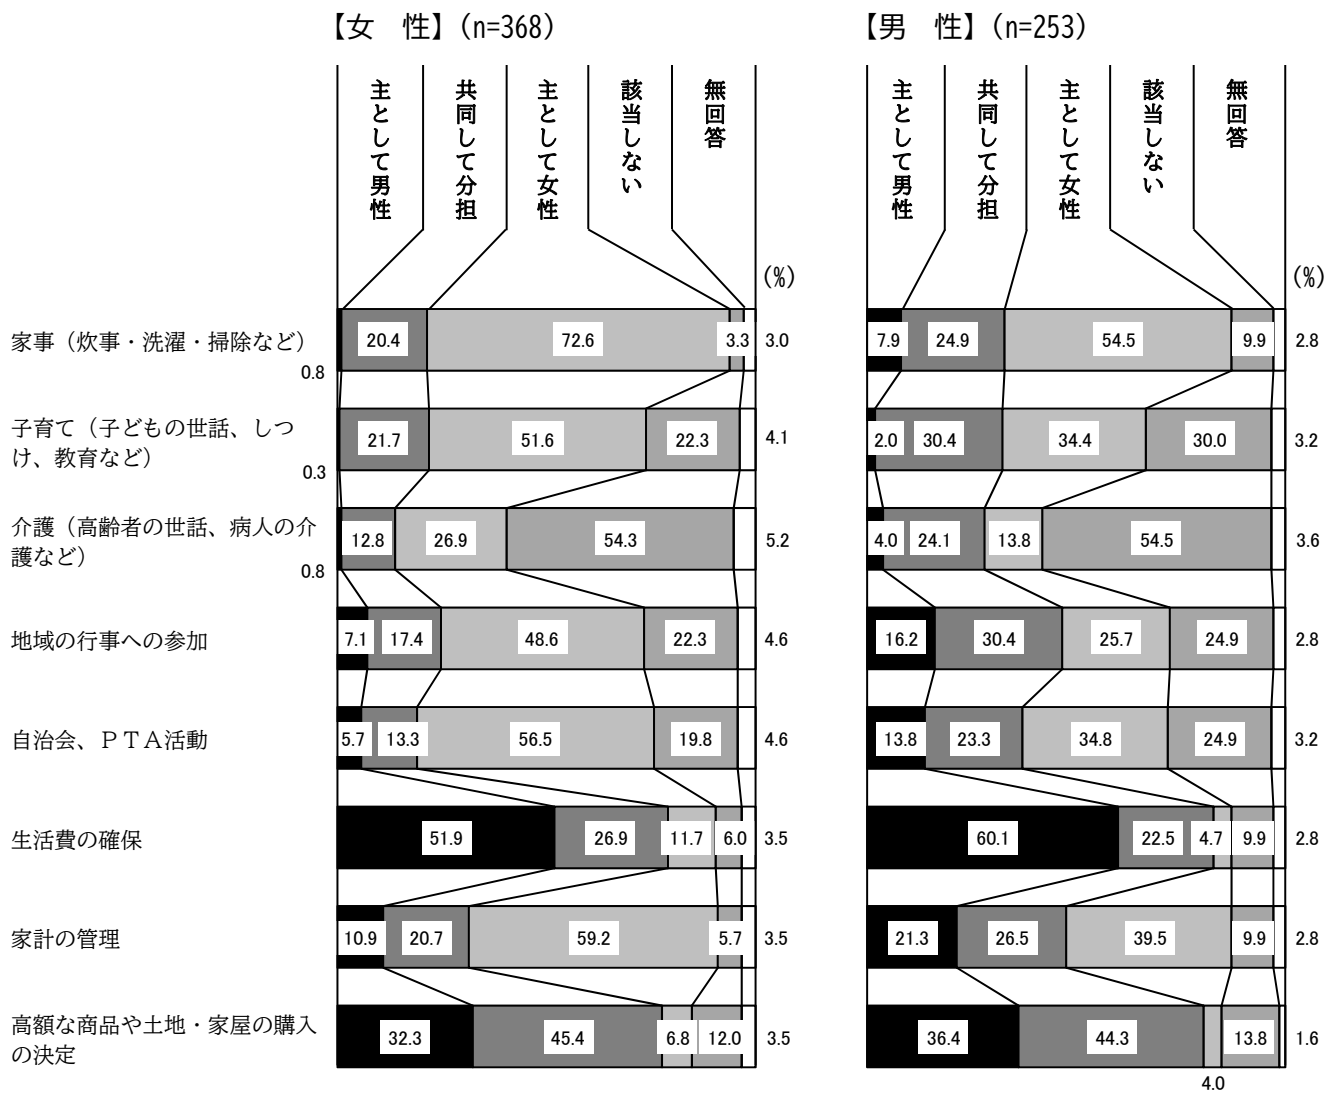 【女　性】(n=368)
【男　性】(n=253)
主として男性
共同して分担
主として女性
該当しない
無回答
主として男性
共同して分担
主として女性
該当しない
無回答
(%)
(%)
家事（炊事・洗濯・掃除など）
20.4 72.6 3.3 3.0
7.9 24.9 54.5 9.9 2.8
0.8
子育て（子どもの世話、しつ
け、教育など）
21.7 51.6 22.3 4.1
2.0 30.4 34.4 30.0 3.2
0.3
介護（高齢者の世話、病人の介
護など）
12.8 26.9 54.3 5.2
4.0 24.1 13.8 54.5 3.6
0.8
地域の行事への参加
7.1 17.4 48.6 22.3 4.6
16.2 30.4 25.7 24.9 2.8
自治会、ＰＴＡ活動
5.7 13.3 56.5 19.8 4.6
13.8 23.3 34.8 24.9 3.2
生活費の確保
51.9 26.9 11.7 6.0 3.5
60.1 22.5 4.7 9.9 2.8
家計の管理
10.9 20.7 59.2 5.7 3.5
21.3 26.5 39.5 9.9 2.8
高額な商品や土地・家屋の購入
の決定
32.3 45.4 6.8 12.0 3.5
36.4 44.3 13.8 1.6
4.0